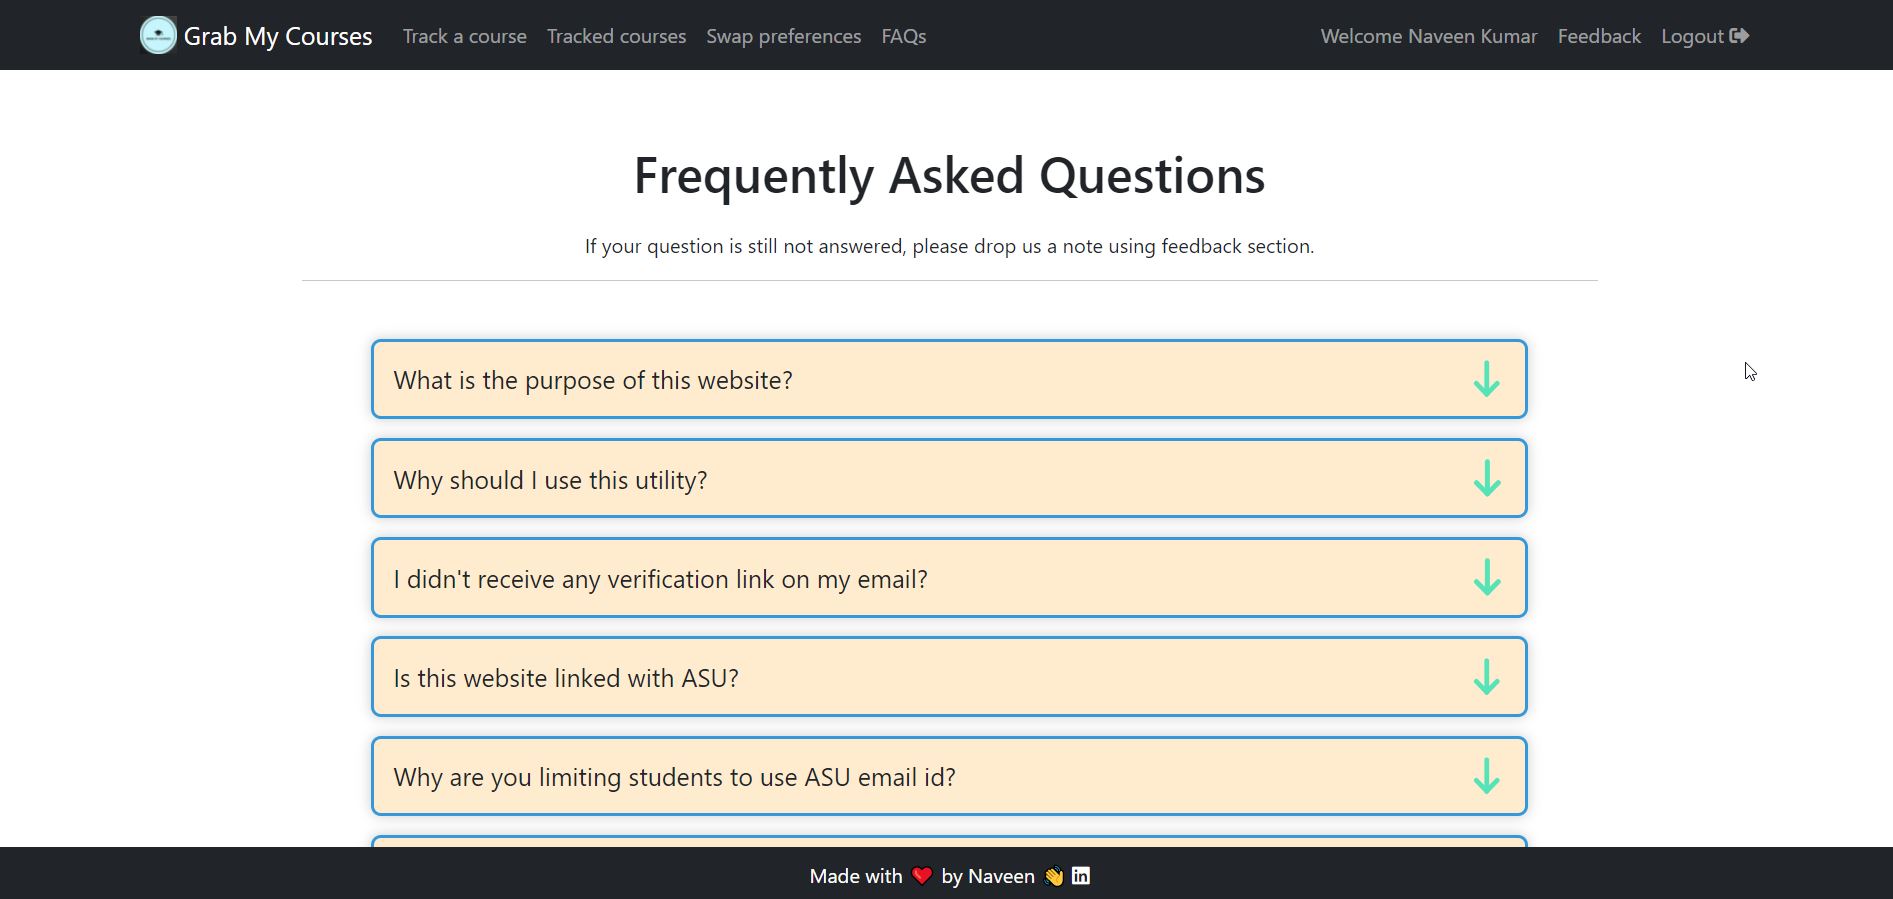 Grab My Courses Track a course Tracked courses Swap preferences FAQs Welcome Naveen Kumar Feedback Logout
Frequently Asked Questions
If your question is still not answered, please drop us a note using feedback section.
What is the purpose of this website?
Why should I use this utility?
I didn't receive any verification link on my email?
Is this website linked with ASU?
Why are you limiting students to use ASU email id?
Made with ❤️ by Naveen 👋 in